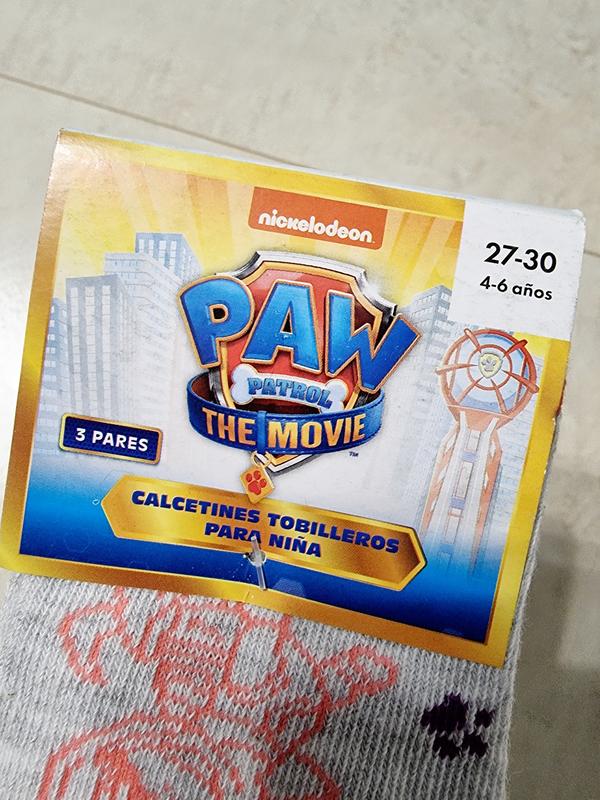 nickelodeon
27-30
4-6 años
PAW
PATROL
THE MOVIE
™
3 PARES
CALCETINES TOBILLEROS
PARA NIÑA